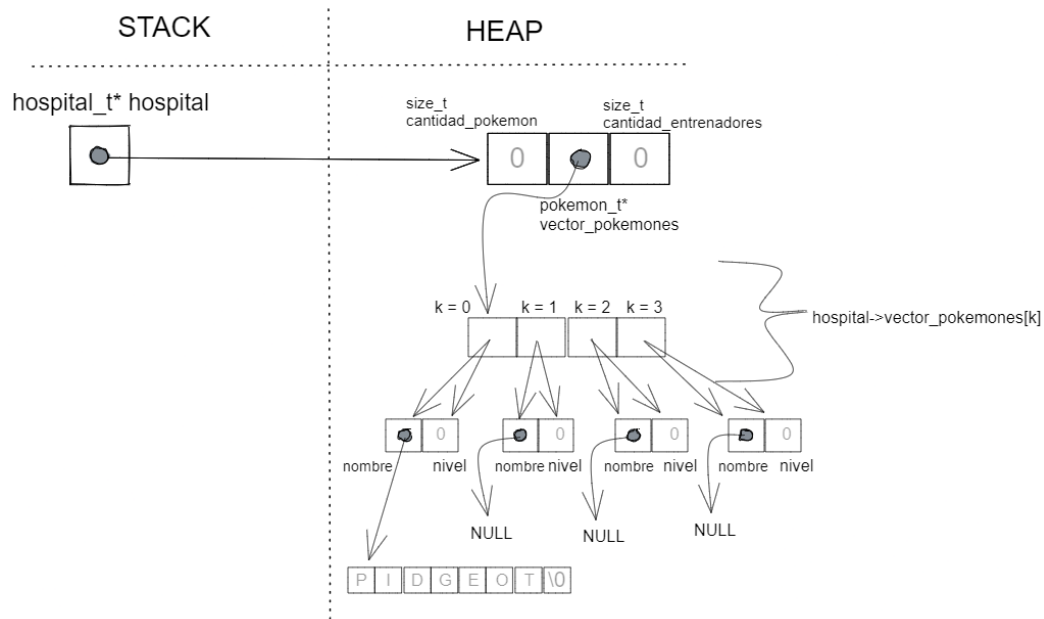 STACK
HEAP
hospital_t* hospital
size_t
cantidad_pokemon
size_t
cantidad_entrenadores
0
0
pokemon_t*
vector_pokemones
k = 0
k = 1
k = 2
k = 3
hospital->vector_pokemones[k]
0
0
0
0
nombre
nivel
nombre
nivel
nombre
nivel
nombre
nivel
NULL
NULL
NULL
P I D G E O T \0